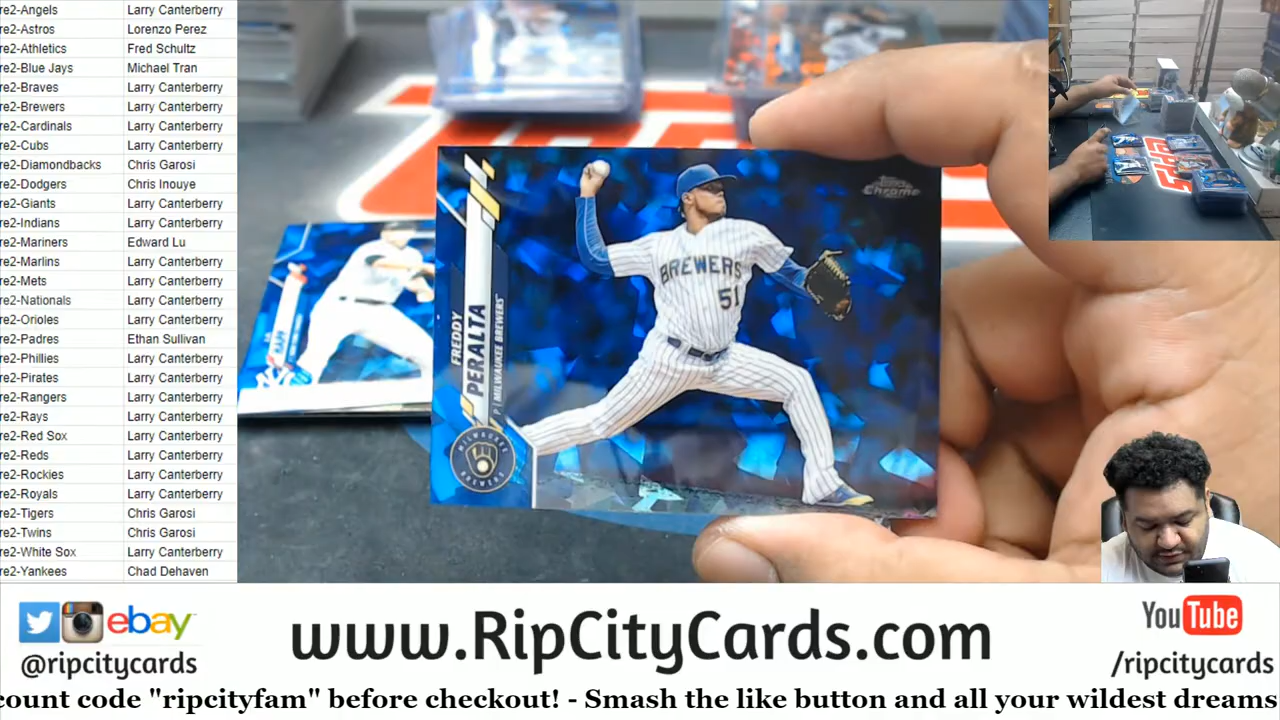 re2-Angels Larry Canterberry
re2-Astros Lorenzo Perez
re2-Athletics Fred Schultz
re2-Blue Jays Michael Tran
re2-Braves Larry Canterberry
re2-Brewers Larry Canterberry
re2-Cardinals Larry Canterberry
re2-Cubs Larry Canterberry
re2-Diamondbacks Chris Garosi
re2-Dodgers Chris Inouye
re2-Giants Larry Canterberry
re2-Indians Larry Canterberry
re2-Mariners Edward Lu
re2-Marlins Larry Canterberry
re2-Mets Larry Canterberry
re2-Nationals Larry Canterberry
re2-Orioles Larry Canterberry
re2-Padres Ethan Sullivan
re2-Phillies Larry Canterberry
re2-Pirates Larry Canterberry
re2-Rangers Larry Canterberry
re2-Rays Larry Canterberry
re2-Red Sox Larry Canterberry
re2-Reds Larry Canterberry
re2-Rockies Larry Canterberry
re2-Royals Larry Canterberry
re2-Tigers Chris Garosi
re2-Twins Chris Garosi
re2-White Sox Larry Canterberry
re2-Yankees Chad Dehaven
Topps
Chrome
BREWERS
51
FREDDY
PERALTA
P | MILWAUKEE BREWERS
MILWAUKEE
BREWERS
ebay
@ripcitycards
www.RipCityCards.com
YouTube
/ripcitycards
count code "ripcityfam" before checkout! - Smash the like button and all your wildest dreams